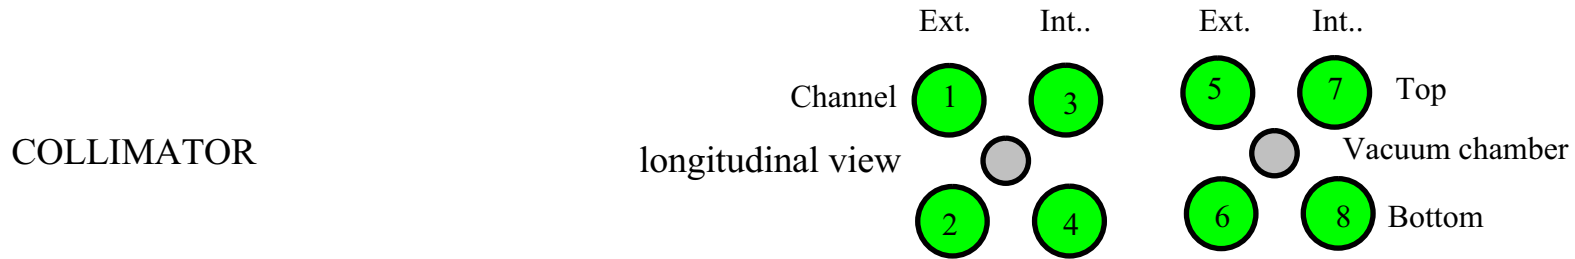 Ext. Int.. Ext. Int..
Channel 1 3 5 7 Top
COLLIMATOR longitudinal view Vacuum chamber
2 4 6 8 Bottom